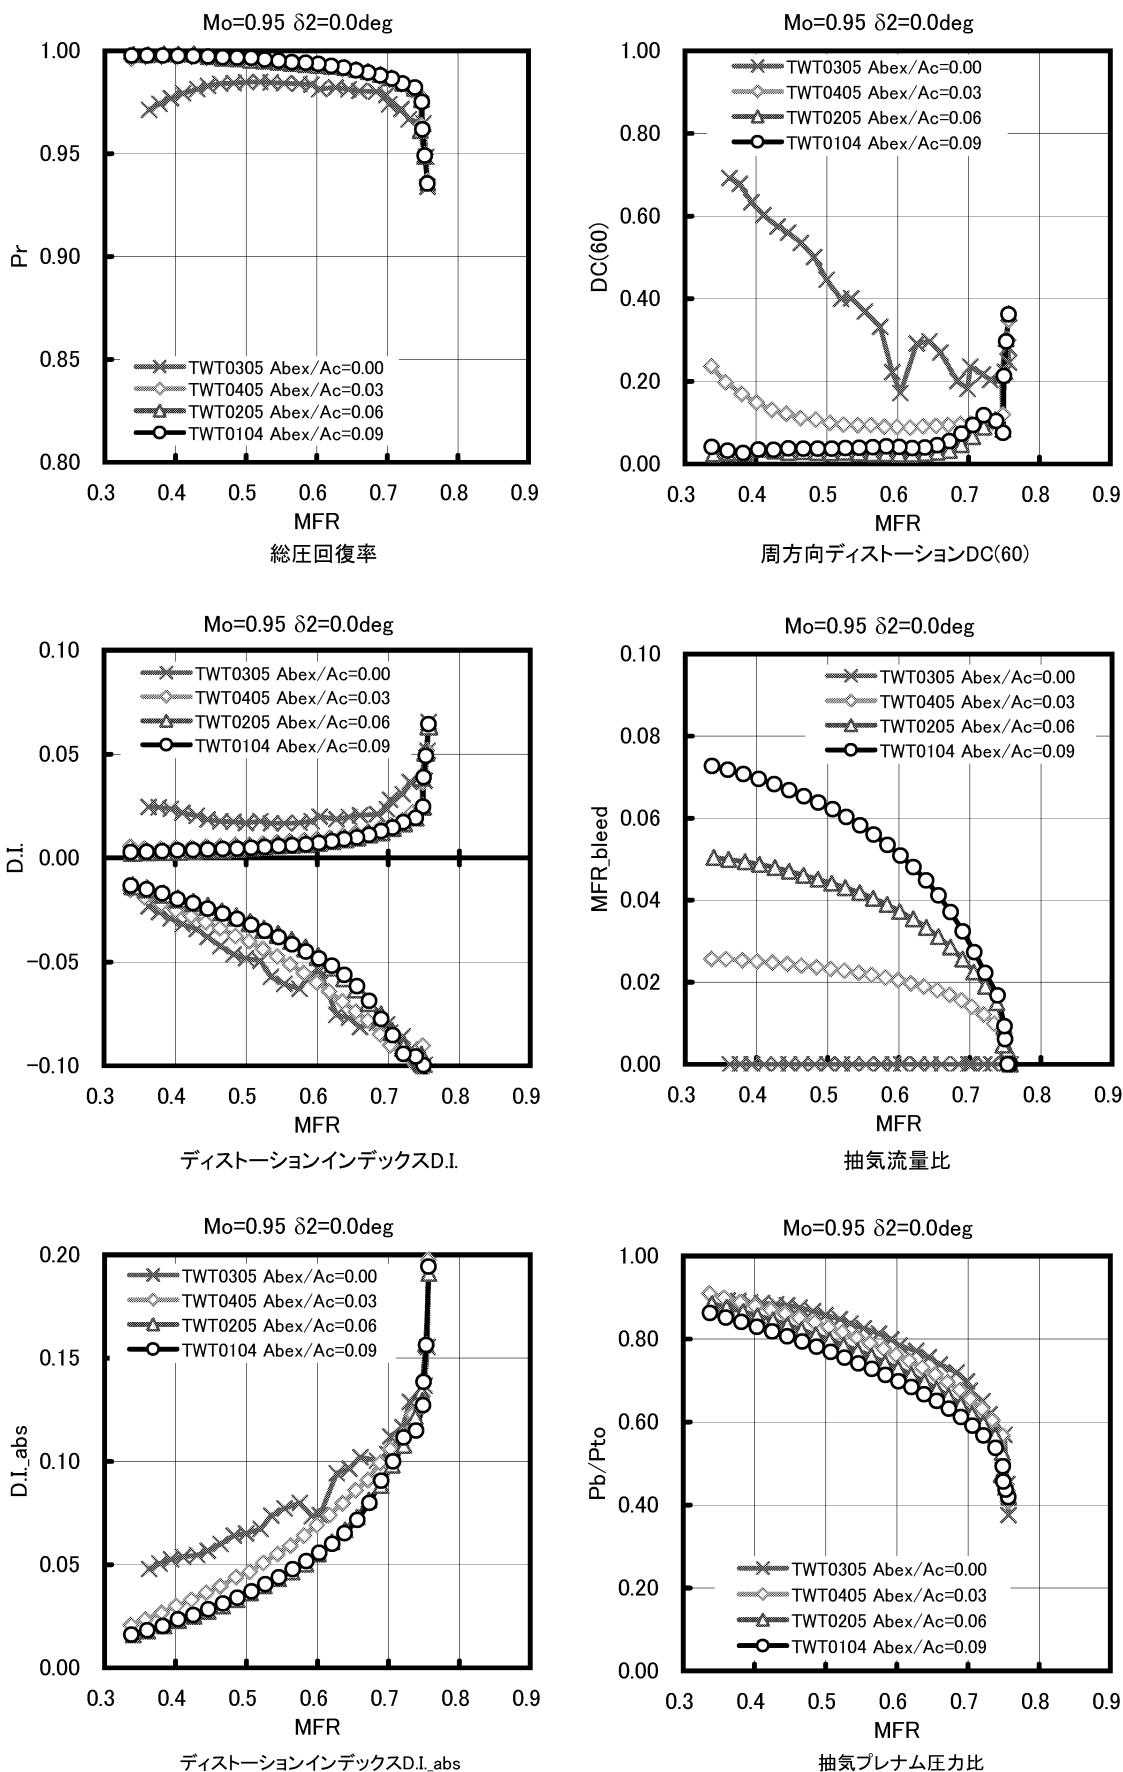 Mo=0.95 δ2=0.0deg
1.00
0.95
0.90
0.85
0.80
Pr
TWT0305 Abex/Ac=0.00
TWT0405 Abex/Ac=0.03
TWT0205 Abex/Ac=0.06
TWT0104 Abex/Ac=0.09
0.3 0.4 0.5 0.6 0.7 0.8 0.9
MFR
総圧回復率
Mo=0.95 δ2=0.0deg
1.00
0.80
0.60
0.40
0.20
0.00
DC(60)
TWT0305 Abex/Ac=0.00
TWT0405 Abex/Ac=0.03
TWT0205 Abex/Ac=0.06
TWT0104 Abex/Ac=0.09
0.3 0.4 0.5 0.6 0.7 0.8 0.9
MFR
周方向ディストーションDC(60)
Mo=0.95 δ2=0.0deg
0.10
0.05
0.00
−0.05
−0.10
D.I.
TWT0305 Abex/Ac=0.00
TWT0405 Abex/Ac=0.03
TWT0205 Abex/Ac=0.06
TWT0104 Abex/Ac=0.09
0.3 0.4 0.5 0.6 0.7 0.8 0.9
MFR
ディストーションインデックスD.I.
Mo=0.95 δ2=0.0deg
0.10
0.08
0.06
0.04
0.02
0.00
MFR_bleed
TWT0305 Abex/Ac=0.00
TWT0405 Abex/Ac=0.03
TWT0205 Abex/Ac=0.06
TWT0104 Abex/Ac=0.09
0.3 0.4 0.5 0.6 0.7 0.8 0.9
MFR
抽気流量比
Mo=0.95 δ2=0.0deg
0.20
0.15
0.10
0.05
0.00
D.I._abs
TWT0305 Abex/Ac=0.00
TWT0405 Abex/Ac=0.03
TWT0205 Abex/Ac=0.06
TWT0104 Abex/Ac=0.09
0.3 0.4 0.5 0.6 0.7 0.8 0.9
MFR
ディストーションインデックスD.I._abs
Mo=0.95 δ2=0.0deg
1.00
0.80
0.60
0.40
0.20
0.00
Pb/Pto
TWT0305 Abex/Ac=0.00
TWT0405 Abex/Ac=0.03
TWT0205 Abex/Ac=0.06
TWT0104 Abex/Ac=0.09
0.3 0.4 0.5 0.6 0.7 0.8 0.9
MFR
抽気プレナム圧力比